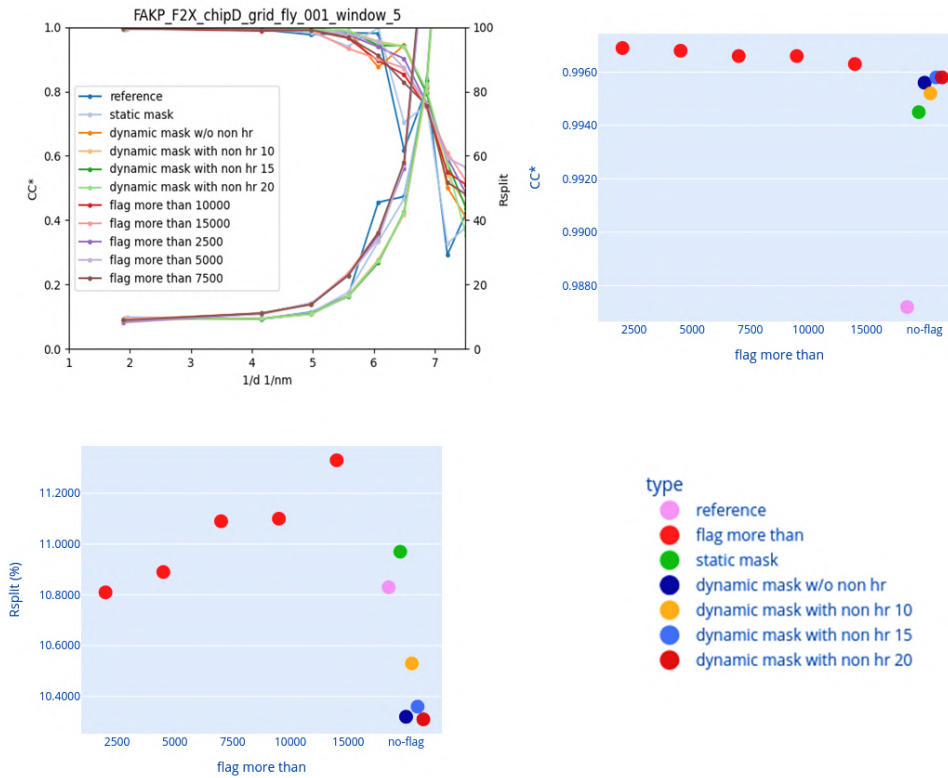 FAKP_F2X_chipD_grid_fly_001_window_5
1.0
0.8
0.6
0.4
0.2
0.0
CC*
reference
static mask
dynamic mask w/o non hr
dynamic mask with non hr 10
dynamic mask with non hr 15
dynamic mask with non hr 20
flag more than 10000
flag more than 15000
flag more than 2500
flag more than 5000
flag more than 7500
100
80
60
40
20
0
Rsplit
1 2 3 4 5 6 7
1/d 1/nm
0.9960
0.9940
0.9920
0.9900
0.9880
CC*
2500 5000 7500 10000 15000 no-flag
flag more than
11.2000
11.0000
10.8000
10.6000
10.4000
Rsplit (%)
2500 5000 7500 10000 15000 no-flag
flag more than
type
reference
flag more than
static mask
dynamic mask w/o non hr
dynamic mask with non hr 10
dynamic mask with non hr 15
dynamic mask with non hr 20